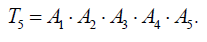 T₅ = A₁ · A₂ · A₃ · A₄ · A₅.